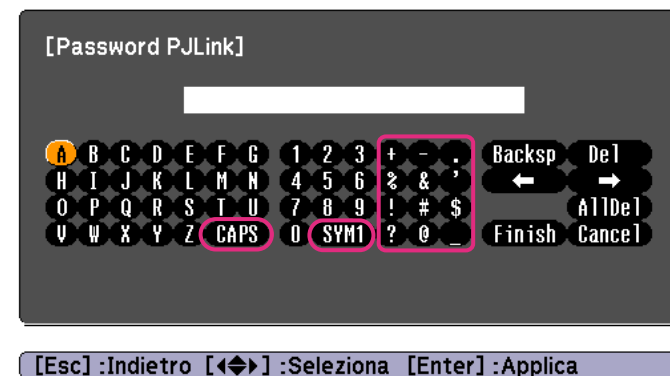 [Password PJLink]
A B C D E F G 1 2 3 + - . Backsp Del
H I J K L M N 4 5 6 % & ' ← →
O P Q R S T U 7 8 9 ! # $ AllDel
V W X Y Z CAPS 0 SYM1 ? @ _ Finish Cancel
[Esc] :Indietro [◀◆▶] :Seleziona [Enter] :Applica